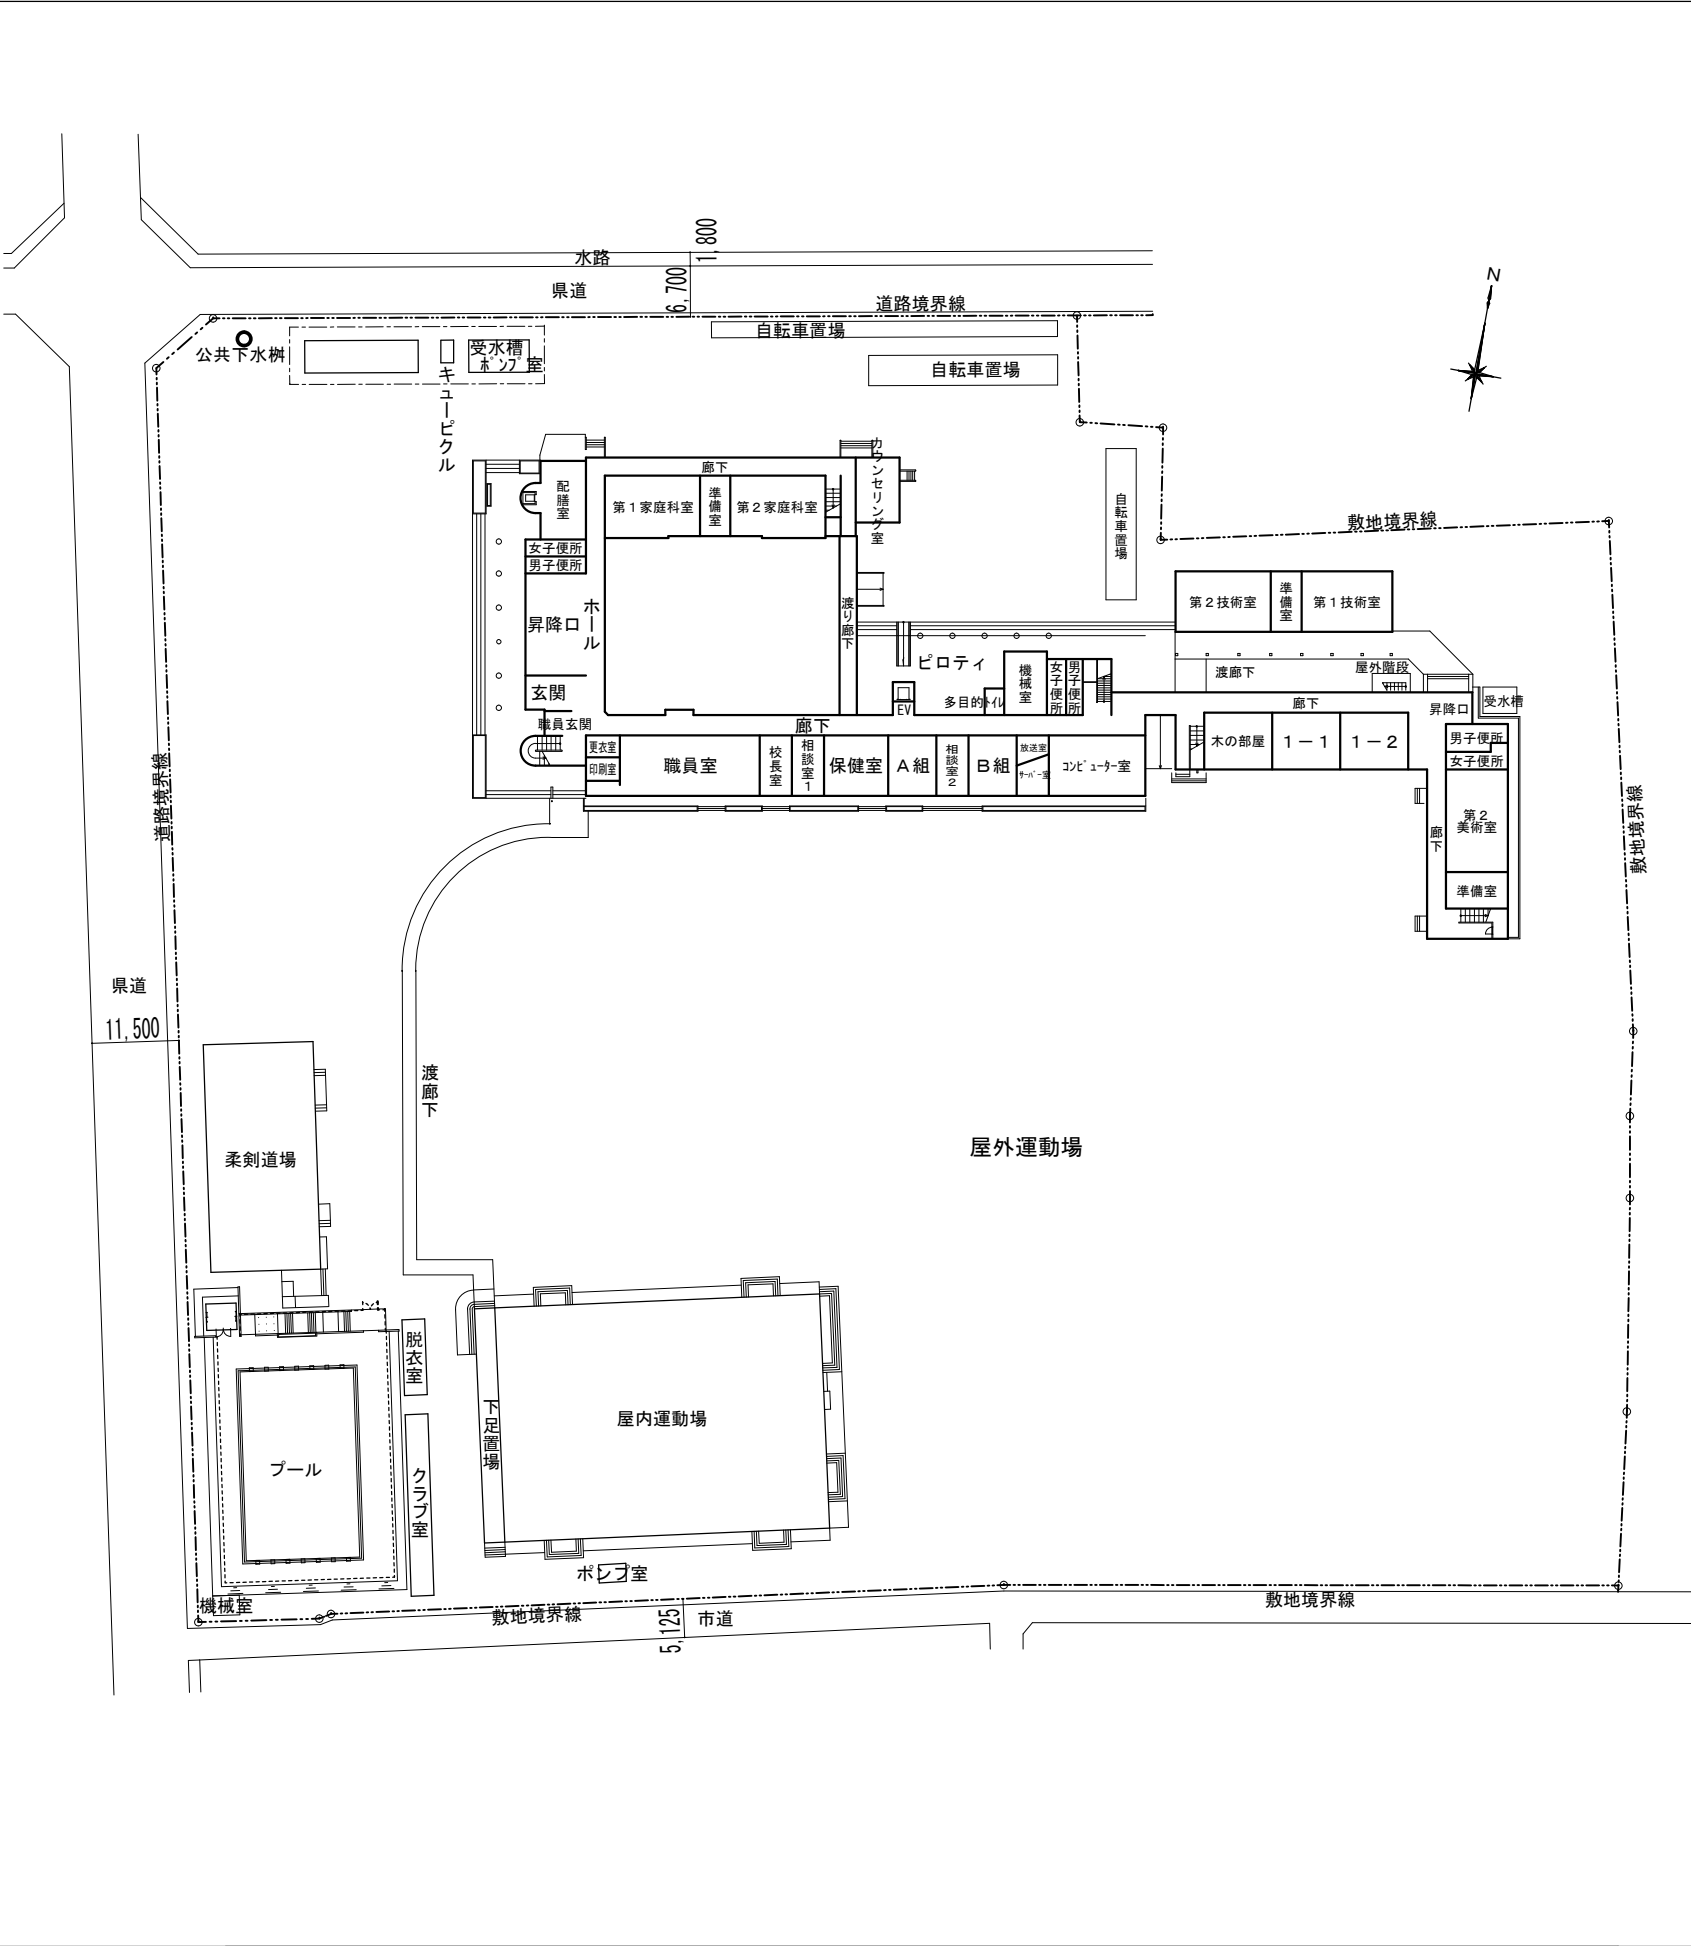 1,800
水路
6,700
県道
道路境界線
N
自転車置場
公共下水桝
受水槽
ﾎﾟﾝﾌﾟ室
キュービクル
自転車置場
自転車置場
敷地境界線
廊下
カウンセリング室
配膳室
第１家庭科室
準備室
第２家庭科室
女子便所
男子便所
昇降口
ホール
渡り廊下
第２技術室
準備室
第１技術室
ピロティ
機械室
女子便所
男子便所
渡廊下
屋外階段
玄関
多目的ﾄｲﾚ
EV
廊下
昇降口
受水槽
職員玄関
廊下
更衣室
印刷室
職員室
校長室
相談室１
保健室
Ａ組
相談室２
Ｂ組
放送室
ｻｰﾊﾞｰ室
ｺﾝﾋﾟｭｰﾀｰ室
木の部屋
１－１
１－２
男子便所
女子便所
道路境界線
第２
美術室
廊下
敷地境界線
準備室
県道
11,500
渡廊下
柔剣道場
屋外運動場
脱衣室
下足置場
屋内運動場
プール
クラブ室
ポンプ室
機械室
敷地境界線
5,125
市道
敷地境界線